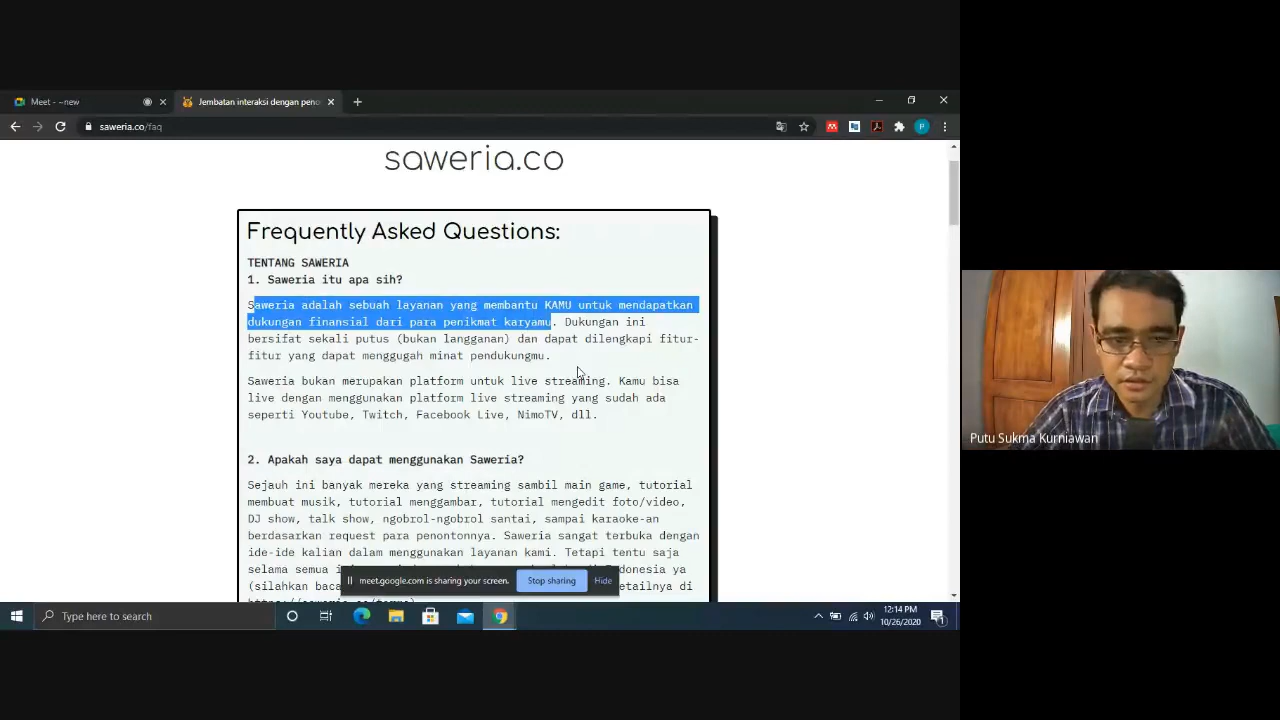 Meet - ~new
Jembatan interaksi dengan peno
saweria.co/faq
P
saweria.co
Frequently Asked Questions:
TENTANG SAWERIA
1. Saweria itu apa sih?
Saweria adalah sebuah layanan yang membantu KAMU untuk mendapatkan
dukungan finansial dari para penikmat karyamu. Dukungan ini
bersifat sekali putus (bukan langganan) dan dapat dilengkapi fitur-
fitur yang dapat menggugah minat pendukungmu.
Saweria bukan merupakan platform untuk live streaming. Kamu bisa
live dengan menggunakan platform live streaming yang sudah ada
seperti Youtube, Twitch, Facebook Live, NimoTV, dll.
2. Apakah saya dapat menggunakan Saweria?
Sejauh ini banyak mereka yang streaming sambil main game, tutorial
membuat musik, tutorial menggambar, tutorial mengedit foto/video,
DJ show, talk show, ngobrol-ngobrol santai, sampai karaoke-an
berdasarkan request para penontonnya. Saweria sangat terbuka dengan
ide-ide kalian dalam menggunakan layanan kami. Tetapi tentu saja
selama semua
ya
(silahkan
di
meet.google.com is sharing your screen.
Stop sharing
Hide
Putu Sukma Kurniawan
Type here to search
12:14 PM
10/26/2020
1